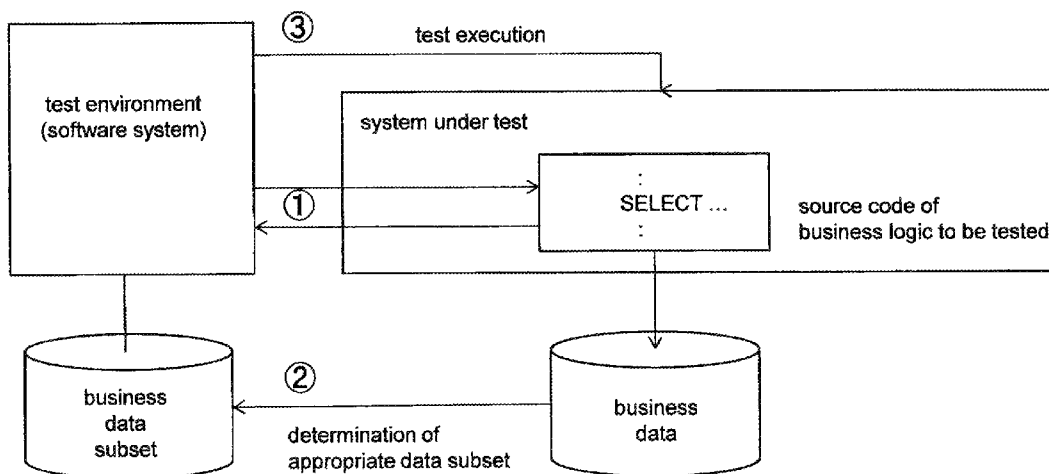 ③
test execution
test environment
(software system)
system under test
①
:
SELECT ...
:
source code of
business logic to be tested
②
business
data
subset
determination of
appropriate data subset
business
data